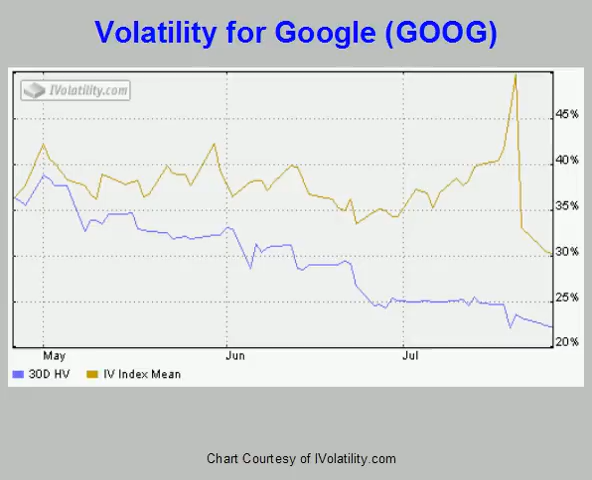 Volatility for Google (GOOG)
IVolatility.com
45%
40%
35%
30%
25%
20%
May Jun Jul
30D HV IV Index Mean
Chart Courtesy of IVolatility.com